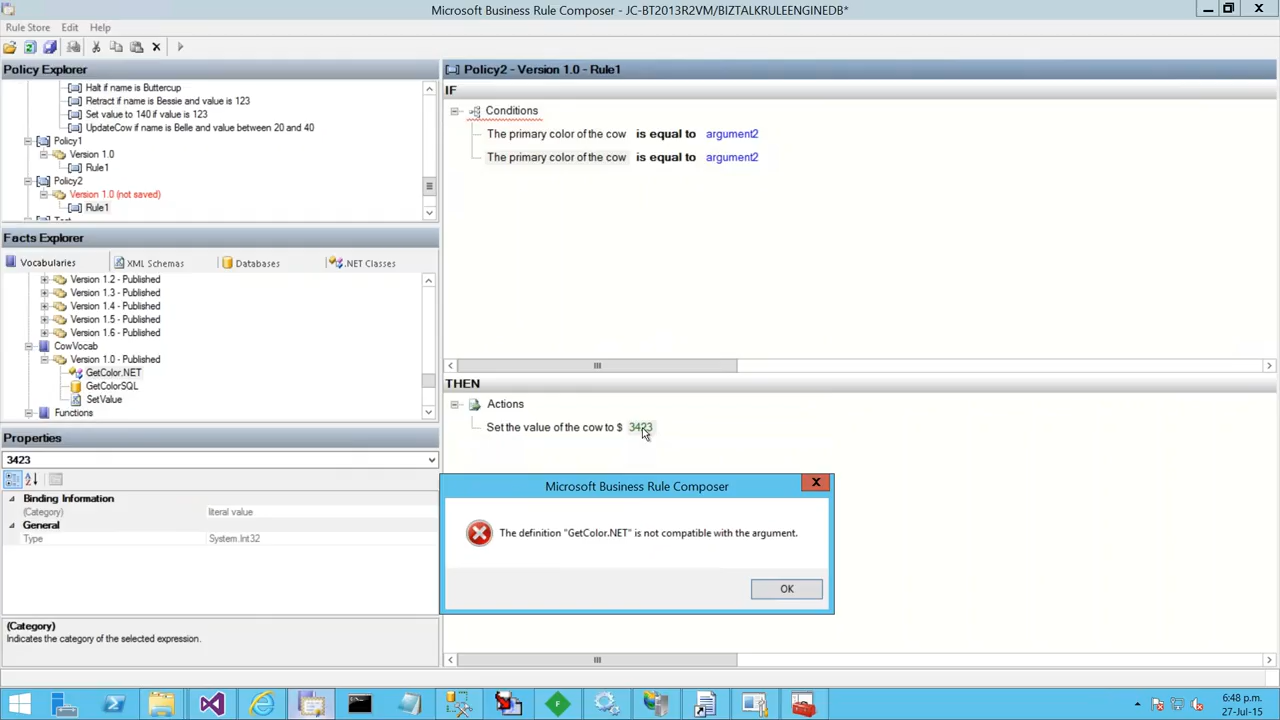 Microsoft Business Rule Composer - JC-BT2013R2VM/BIZTALKRULEENGINEDB*
Rule Store Edit Help
Policy Explorer
Halt if name is Buttercup
Retract if name is Bessie and value is 123
Set value to 140 if value is 123
UpdateCow if name is Belle and value between 20 and 40
Policy1
Version 1.0
Rule1
Policy2
Version 1.0 (not saved)
Rule1
Facts Explorer
Vocabularies XML Schemas Databases .NET Classes
Version 1.2 - Published
Version 1.3 - Published
Version 1.4 - Published
Version 1.5 - Published
Version 1.6 - Published
CowVocab
Version 1.0 - Published
GetColor.NET
GetColorSQL
SetValue
Functions
Properties
3423
Binding Information
(Category) literal value
General
Type System.Int32
(Category)
Indicates the category of the selected expression.
Policy2 - Version 1.0 - Rule1
IF
Conditions
The primary color of the cow is equal to argument2
The primary color of the cow is equal to argument2
THEN
Actions
Set the value of the cow to $ 3423
Microsoft Business Rule Composer
The definition "GetColor.NET" is not compatible with the argument.
OK
6:48 p.m.
27-Jul-15